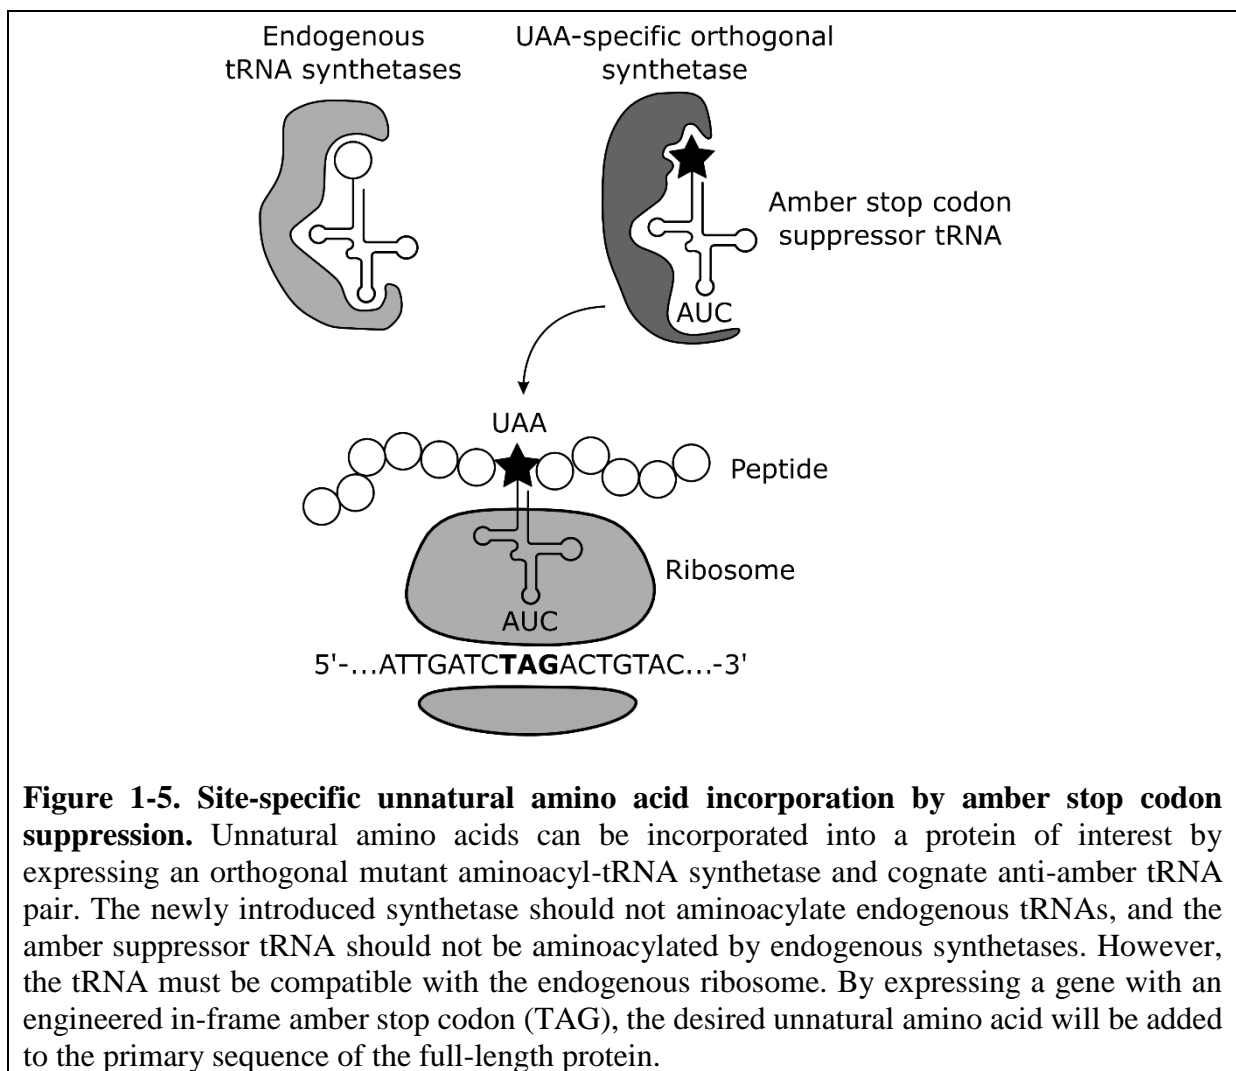 Endogenous
tRNA synthetases
UAA-specific orthogonal
synthetase
Amber stop codon
suppressor tRNA
AUC
UAA
Peptide
Ribosome
AUC
5'-...ATTGATCTAGACTGTAC...-3'
Figure 1-5. Site-specific unnatural amino acid incorporation by amber stop codon
suppression. Unnatural amino acids can be incorporated into a protein of interest by
expressing an orthogonal mutant aminoacyl-tRNA synthetase and cognate anti-amber tRNA
pair. The newly introduced synthetase should not aminoacylate endogenous tRNAs, and the
amber suppressor tRNA should not be aminoacylated by endogenous synthetases. However,
the tRNA must be compatible with the endogenous ribosome. By expressing a gene with an
engineered in-frame amber stop codon (TAG), the desired unnatural amino acid will be added
to the primary sequence of the full-length protein.